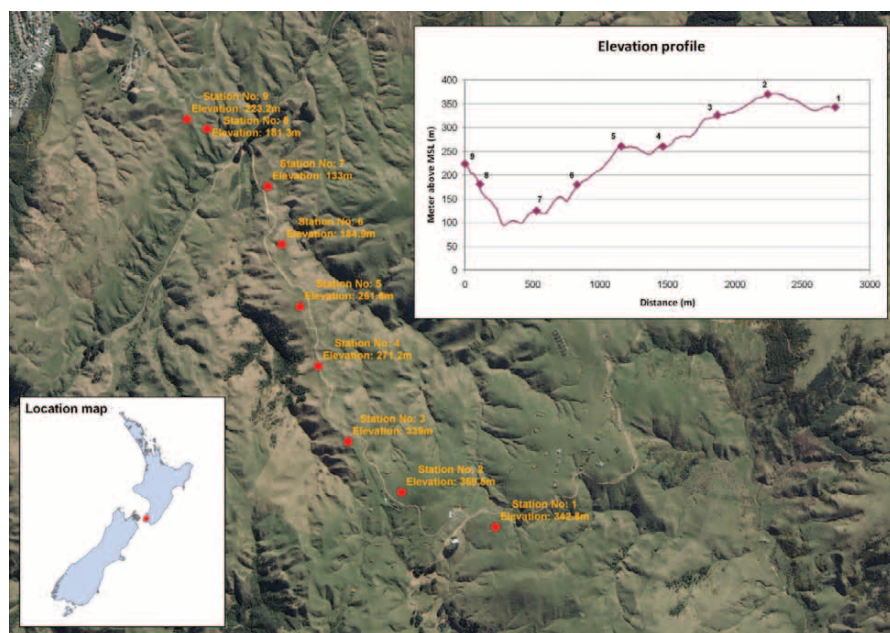 Station No: 9
Elevation: 223.2m
Station No: 8
Elevation: 181.3m
Station No: 7
Elevation: 133m
Station No: 6
Elevation: 184.9m
Station No: 5
Elevation: 261.6m
Station No: 4
Elevation: 271.2m
Station No: 3
Elevation: 339m
Station No: 2
Elevation: 369.6m
Station No: 1
Elevation: 342.8m
Elevation profile
Meter above MSL (m)
400
350
300
250
200
150
100
50
0
9
8
7
6
5
4
3
2
1
0
500
1000
1500
2000
2500
3000
Distance (m)
Location map